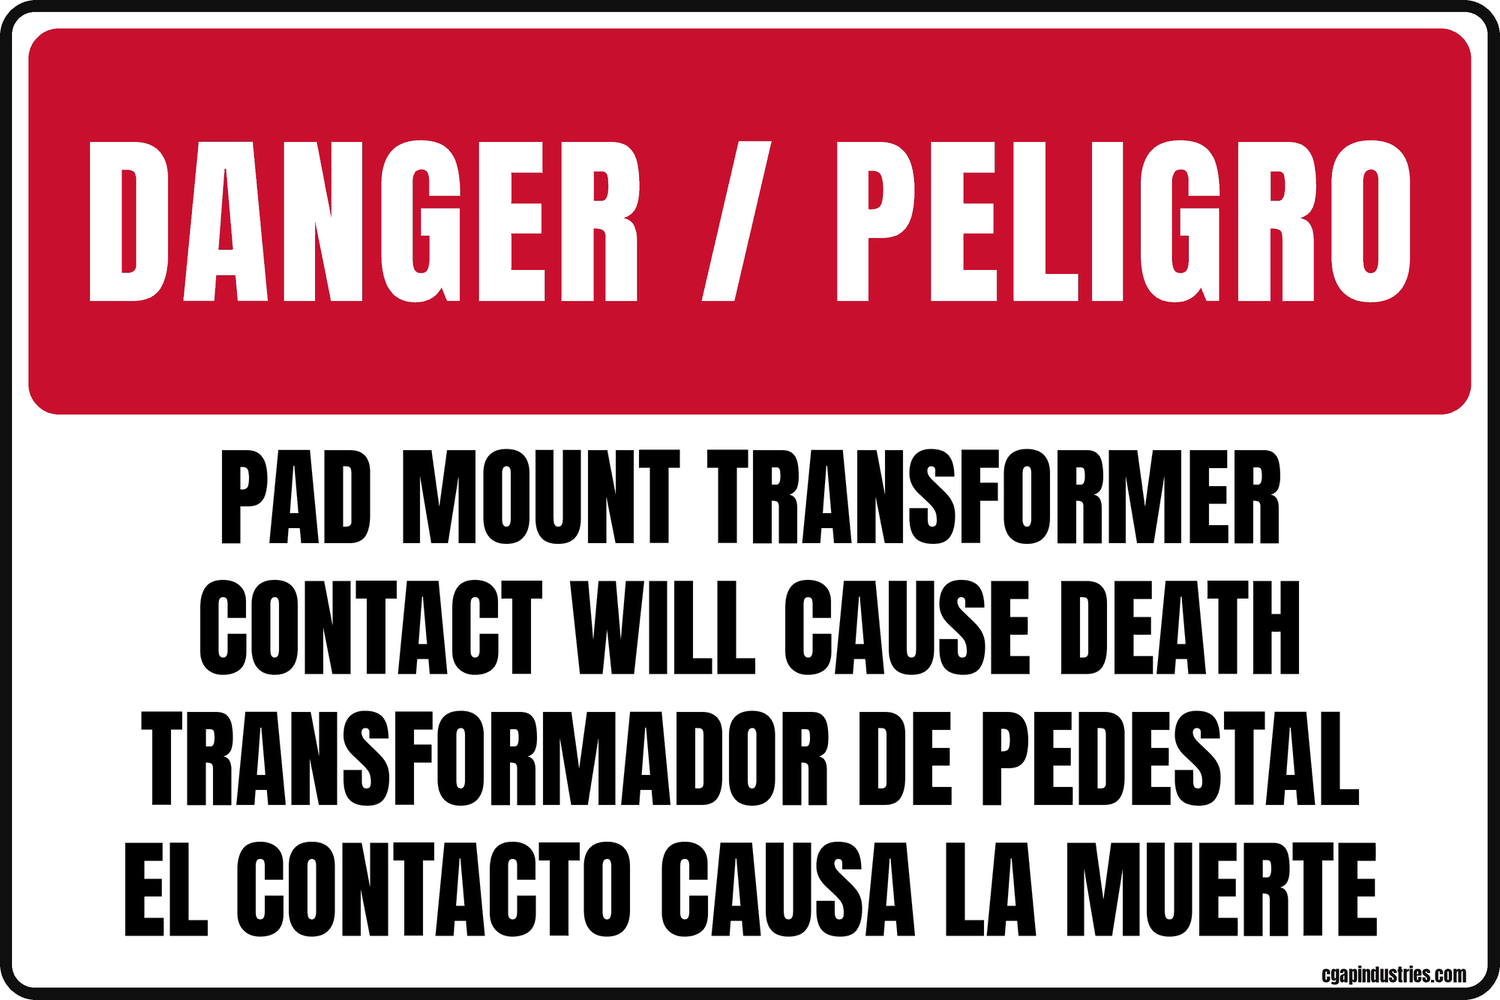 DANGER / PELIGRO
PAD MOUNT TRANSFORMER
CONTACT WILL CAUSE DEATH
TRANSFORMADOR DE PEDESTAL
EL CONTACTO CAUSA LA MUERTE
cgapindustries.com